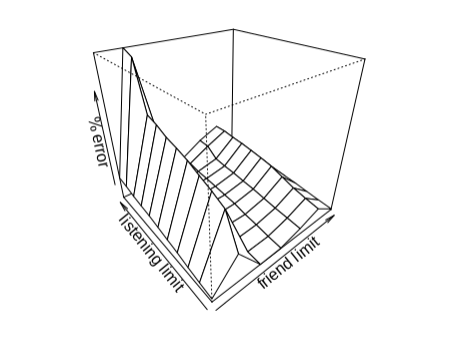 % error
listening limit
friend limit